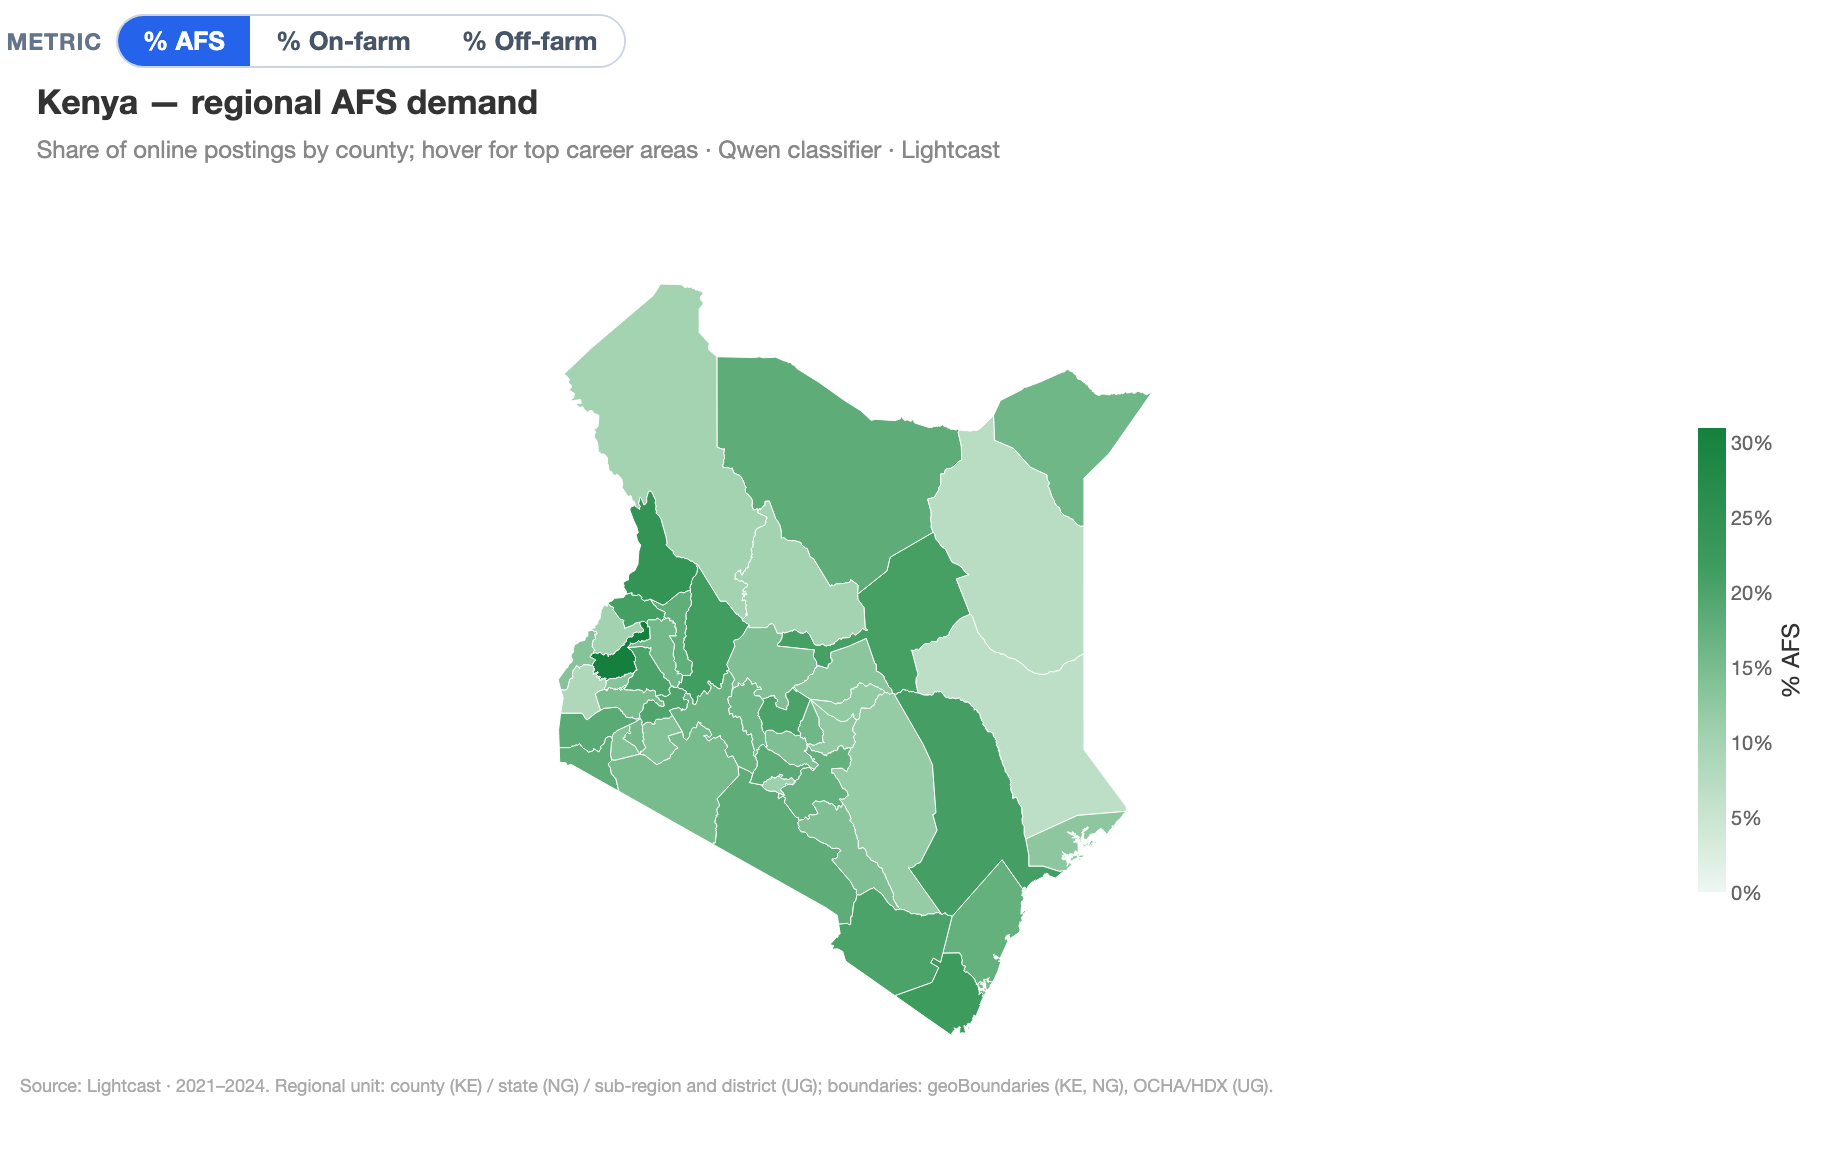 METRIC % AFS % On-farm % Off-farm
Kenya — regional AFS demand
Share of online postings by county; hover for top career areas · Qwen classifier · Lightcast
30%
25%
20%
15%
10%
5%
0%
% AFS
Source: Lightcast · 2021–2024. Regional unit: county (KE) / state (NG) / sub-region and district (UG); boundaries: geoBoundaries (KE, NG), OCHA/HDX (UG).